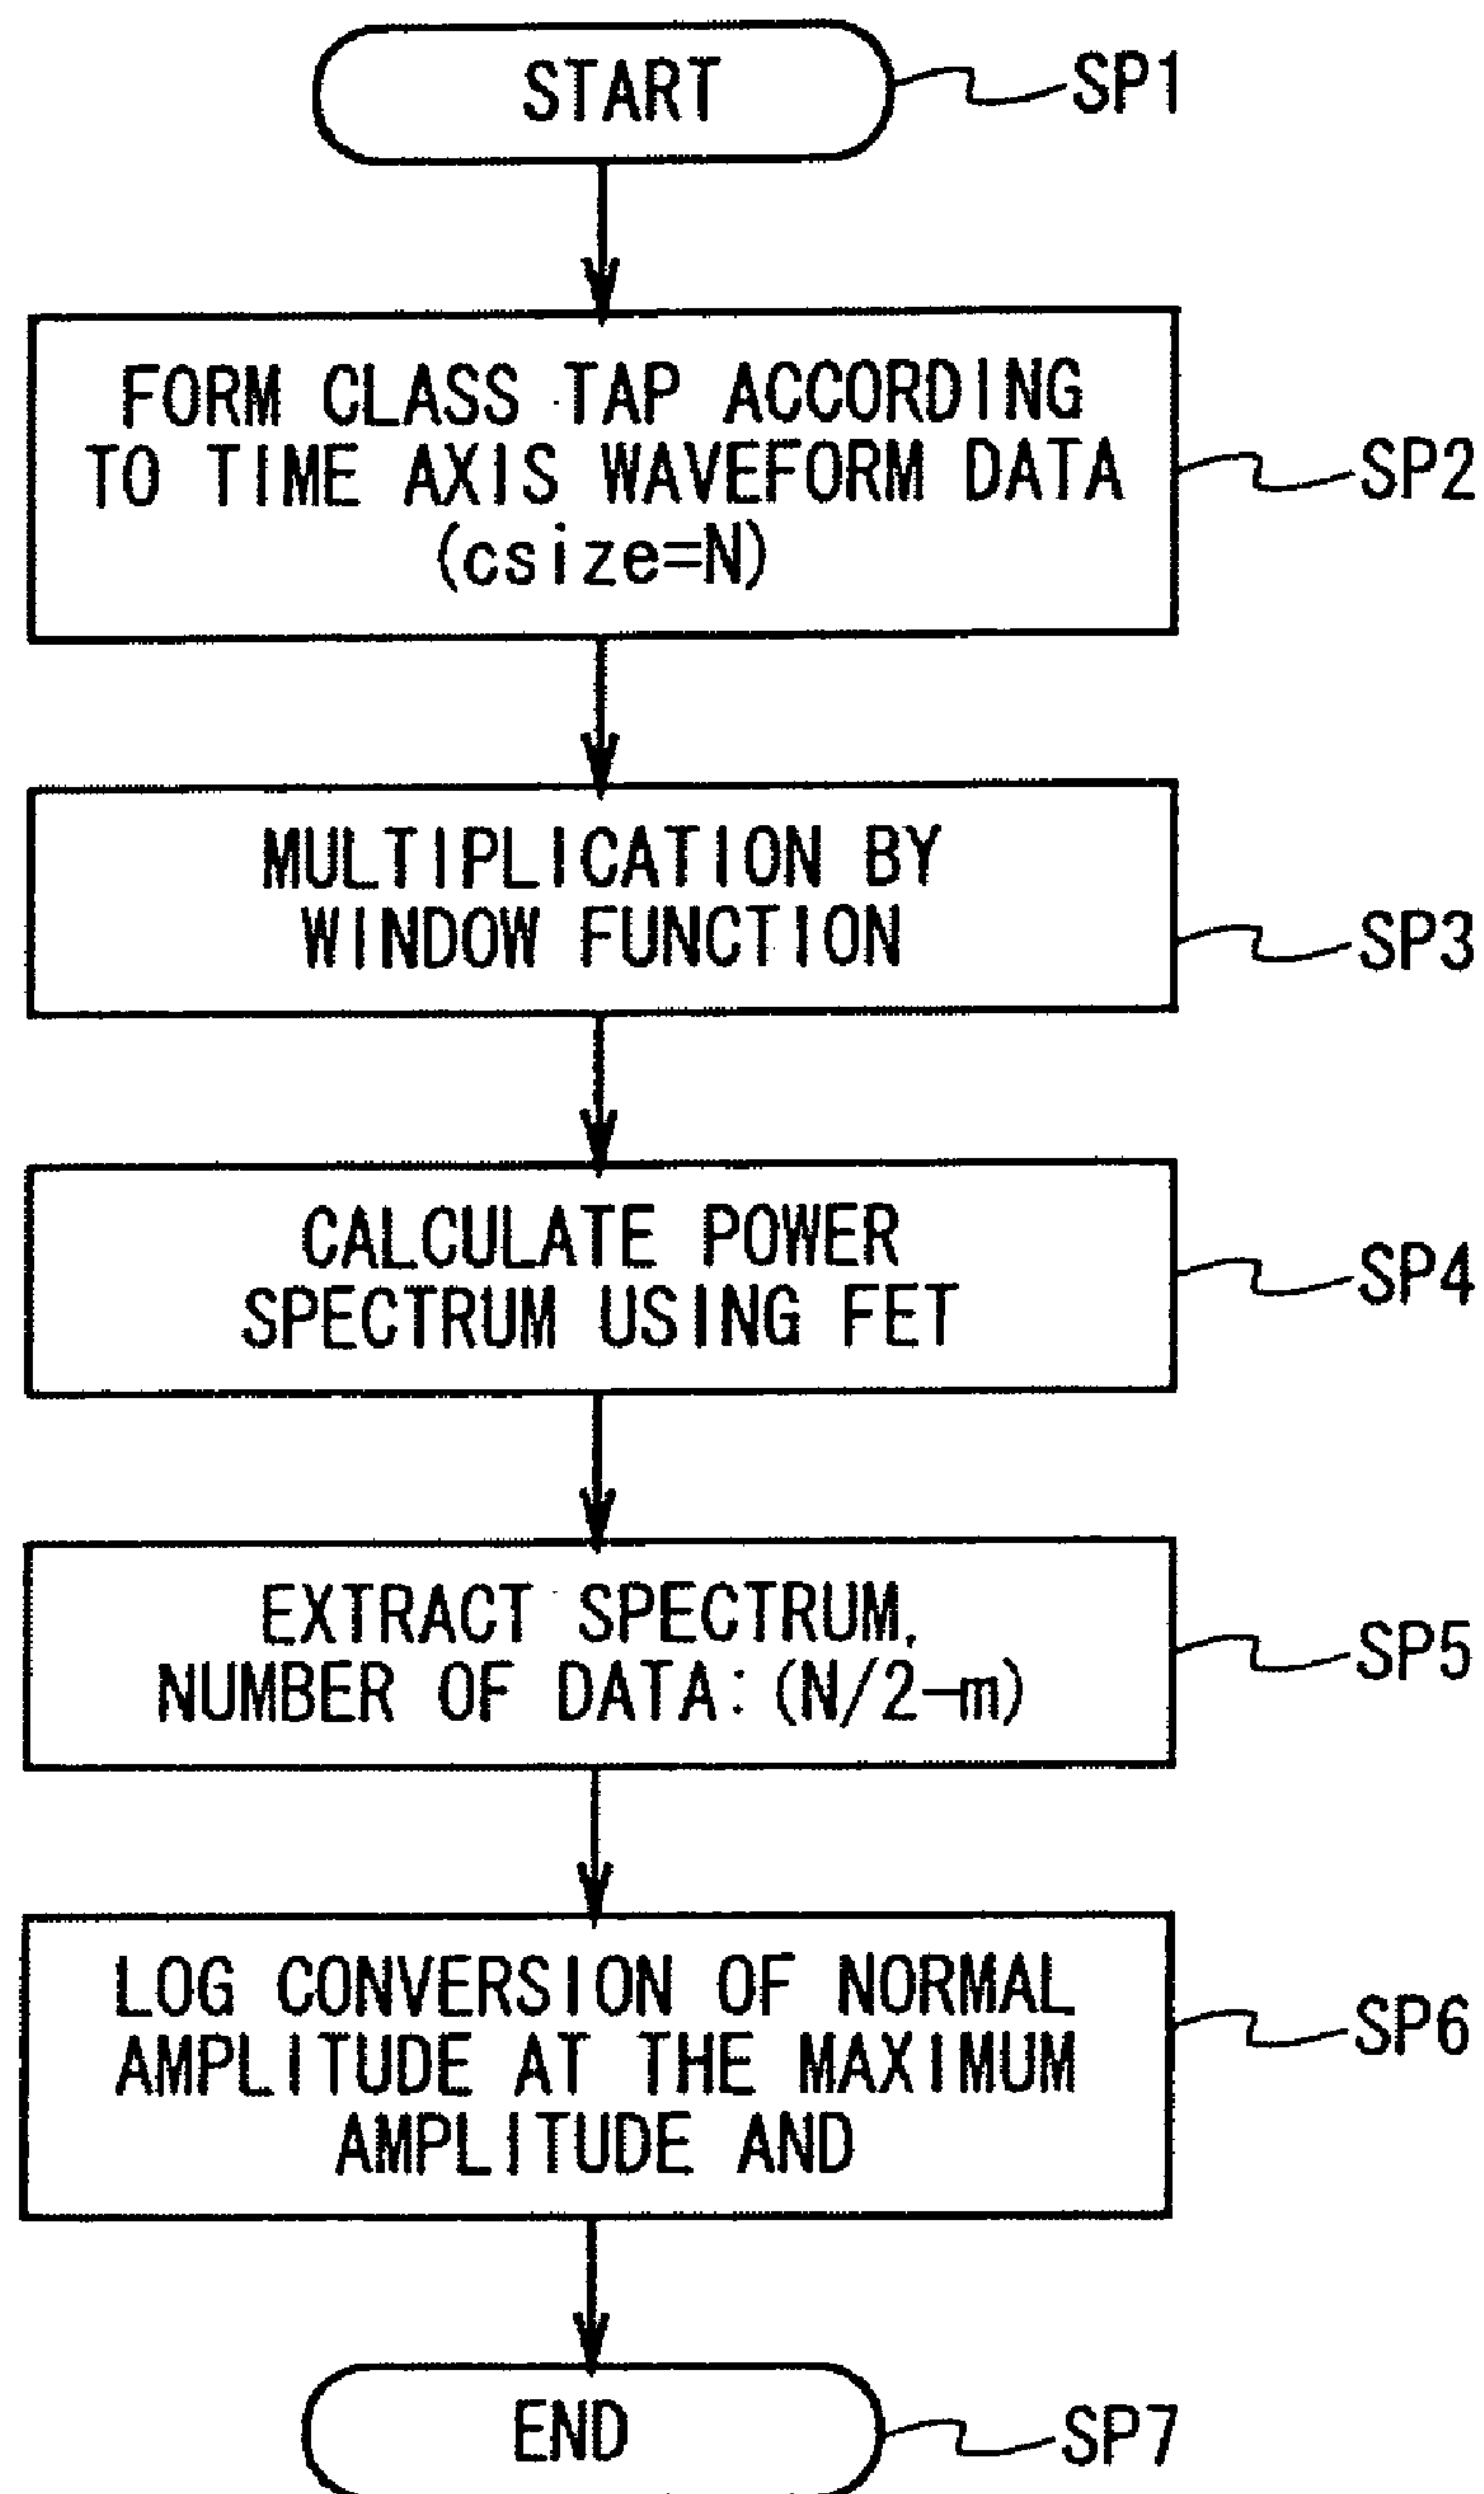 START
SP1
FORM CLASS TAP ACCORDING
TO TIME AXIS WAVEFORM DATA
(csize=N)
SP2
MULTIPLICATION BY
WINDOW FUNCTION
SP3
CALCULATE POWER
SPECTRUM USING FET
SP4
EXTRACT SPECTRUM,
NUMBER OF DATA:(N/2-m)
SP5
LOG CONVERSION OF NORMAL
AMPLITUDE AT THE MAXIMUM
AMPLITUDE AND
SP6
END
SP7